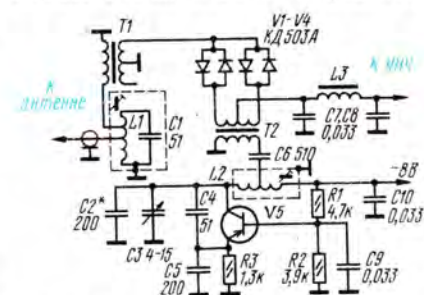 T1
V1-V4
КД503А
К
антенне
L1
C1
51
К УНЧ
L3
C7,C8
0,033
T2
C6 510
L2
-8В
C2*
200
C3 4-15
C4
51
V5
R1
4,7к
C10
0,033
C5
200
R3
1,3к
R2
3,9к
C9
0,033